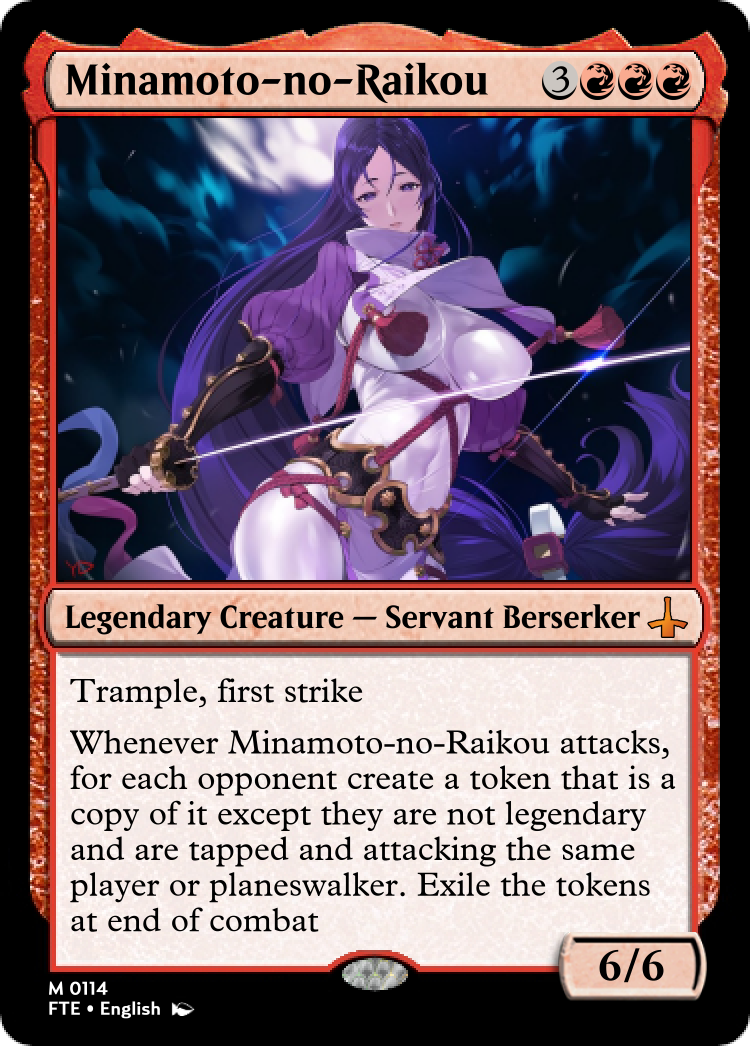 Minamoto-no-Raikou 3
YD
Legendary Creature — Servant Berserker
Trample, first strike
Whenever Minamoto-no-Raikou attacks,
for each opponent create a token that is a
copy of it except they are not legendary
and are tapped and attacking the same
player or planeswalker. Exile the tokens
at end of combat
6/6
M 0114
FTE • English